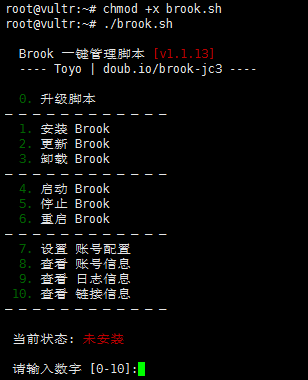 root@vultr:~# chmod +x brook.sh
root@vultr:~# ./brook.sh
Brook 一键管理脚本 [v1.1.13]
---- Toyo | doub.io/brook-jc3 ----
0. 升级脚本
————————————
1. 安装 Brook
2. 更新 Brook
3. 卸载 Brook
————————————
4. 启动 Brook
5. 停止 Brook
6. 重启 Brook
————————————
7. 设置 账号配置
8. 查看 账号信息
9. 查看 日志信息
10. 查看 链接信息
————————————
当前状态: 未安装
请输入数字 [0-10]: